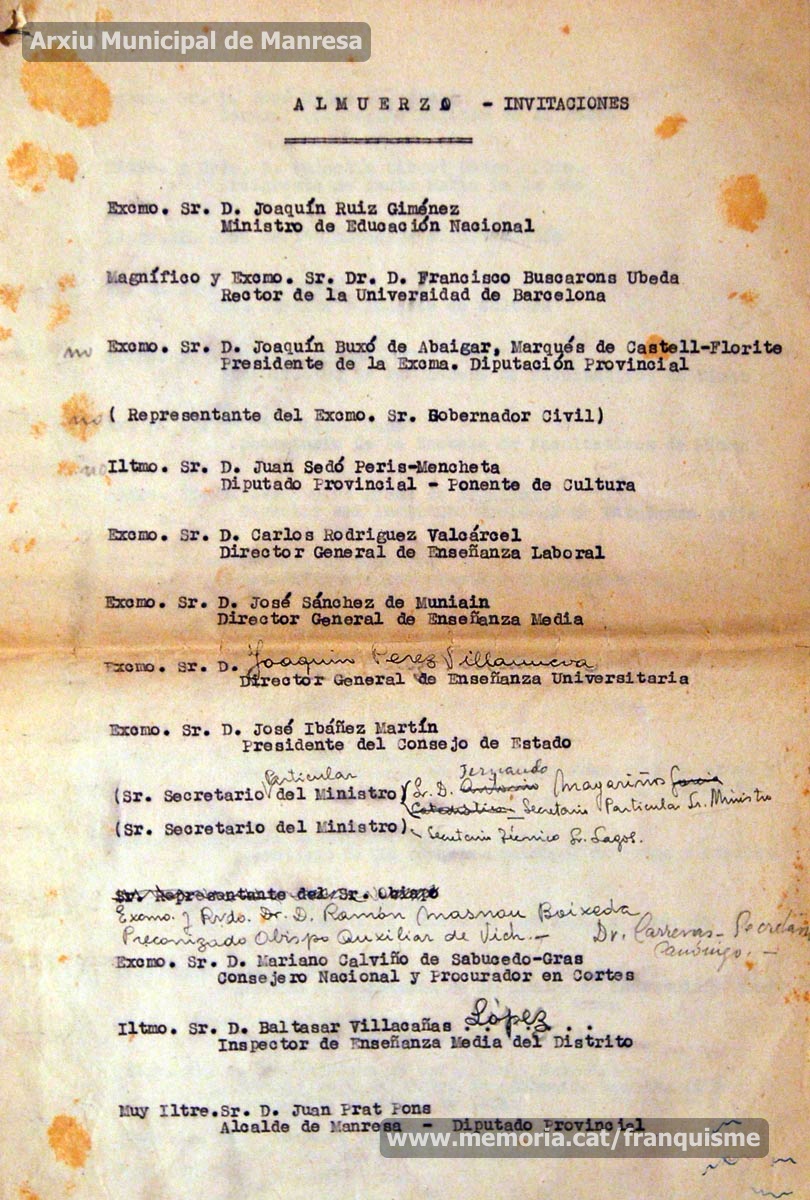 Arxiu Municipal de Manresa
ALMUERZO - INVITACIONES
Excmo. Sr. D. Joaquín Ruiz Giménez
Ministro de Educación Nacional
Magnífico y Excmo. Sr. Dr. D. Francisco Buscarons Ubeda
Rector de la Universidad de Barcelona
no Excmo. Sr. D. Joaquín Buxó de Abaigar, Marqués de Castell-Florite
Presidente de la Excma. Diputación Provincial
no ( Representante del Excmo. Sr. Gobernador Civil)
no Iltmo. Sr. D. Juan Sedó Peris-Mencheta
Diputado Provincial - Ponente de Cultura
Excmo. Sr. D. Carlos Rodriguez Valcárcel
Director General de Enseñanza Laboral
Excmo. Sr. D. José Sánchez de Muniain
Director General de Enseñanza Media
Excmo. Sr. D. Joaquin Perez Villanueva
Director General de Enseñanza Universitaria
Excmo. Sr. D. José Ibáñez Martín
Presidente del Consejo de Estado
Particular Fernando
(Sr. Secretario del Ministro) (Sr. D. Antonio Magariños Garcia
Catedratico - Secretario Particular Sr. Ministro
(Sr. Secretario del Ministro) Secretario Técnico Sr. Lagos.
Sr. Representante del Sr. Obispo
Excmo. y Rvdo. Dr. D. Ramón Masnou Boixeda
Preconizado Obispo Auxiliar de Vich.- Dr. Carreras - Secretario
Canónigo. -
Excmo. Sr. D. Mariano Calviño de Sabucedo-Gras
Consejero Nacional y Procurador en Cortes
Iltmo. Sr. D. Baltasar Villacañas López . . . . .
Inspector de Enseñanza Media del Distrito
Muy Iltre.Sr. D. Juan Prat Pons
Alcalde de Manresa - Diputado Provincial
www.memoria.cat/franquisme